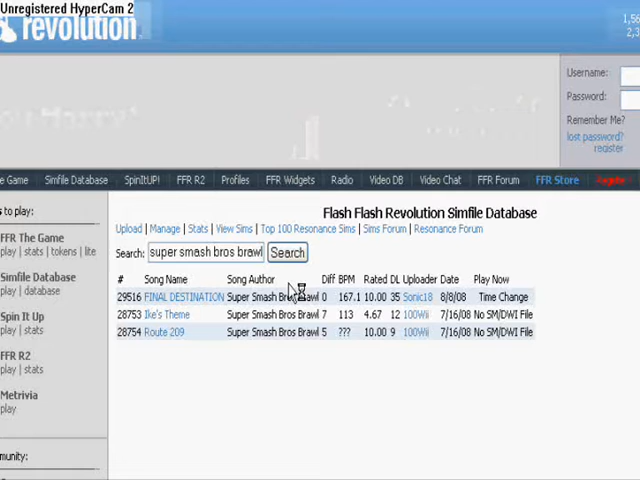 Unregistered HyperCam 2
revolution
1,56
2,3
Username:
Password:
Remember Me?
lost password?
register
e Game Simfile Database SpinItUP! FFR R2 Profiles FFR Widgets Radio Video DB Video Chat FFR Forum FFR Store Register
s to play:
FFR The Game
play | stats | tokens | lite
Simfile Database
play | database
Spin It Up
play | stats
FFR R2
play | stats
Metrivia
play
mmunity:
Flash Flash Revolution Simfile Database
Upload | Manage | Stats | View Sims | Top 100 Resonance Sims | Sims Forum | Resonance Forum
Search: super smash bros brawl Search
# Song Name Song Author Diff BPM Rated DL Uploader Date Play Now
29516 FINAL DESTINATION Super Smash Bros Brawl 0 167.1 10.00 35 Sonic18 8/8/08 Time Change
28753 Ike's Theme Super Smash Bros Brawl 7 113 4.67 12 100Wii 7/16/08 No SM/DWI File
28754 Route 209 Super Smash Bros Brawl 5 ??? 10.00 9 100Wii 7/16/08 No SM/DWI File